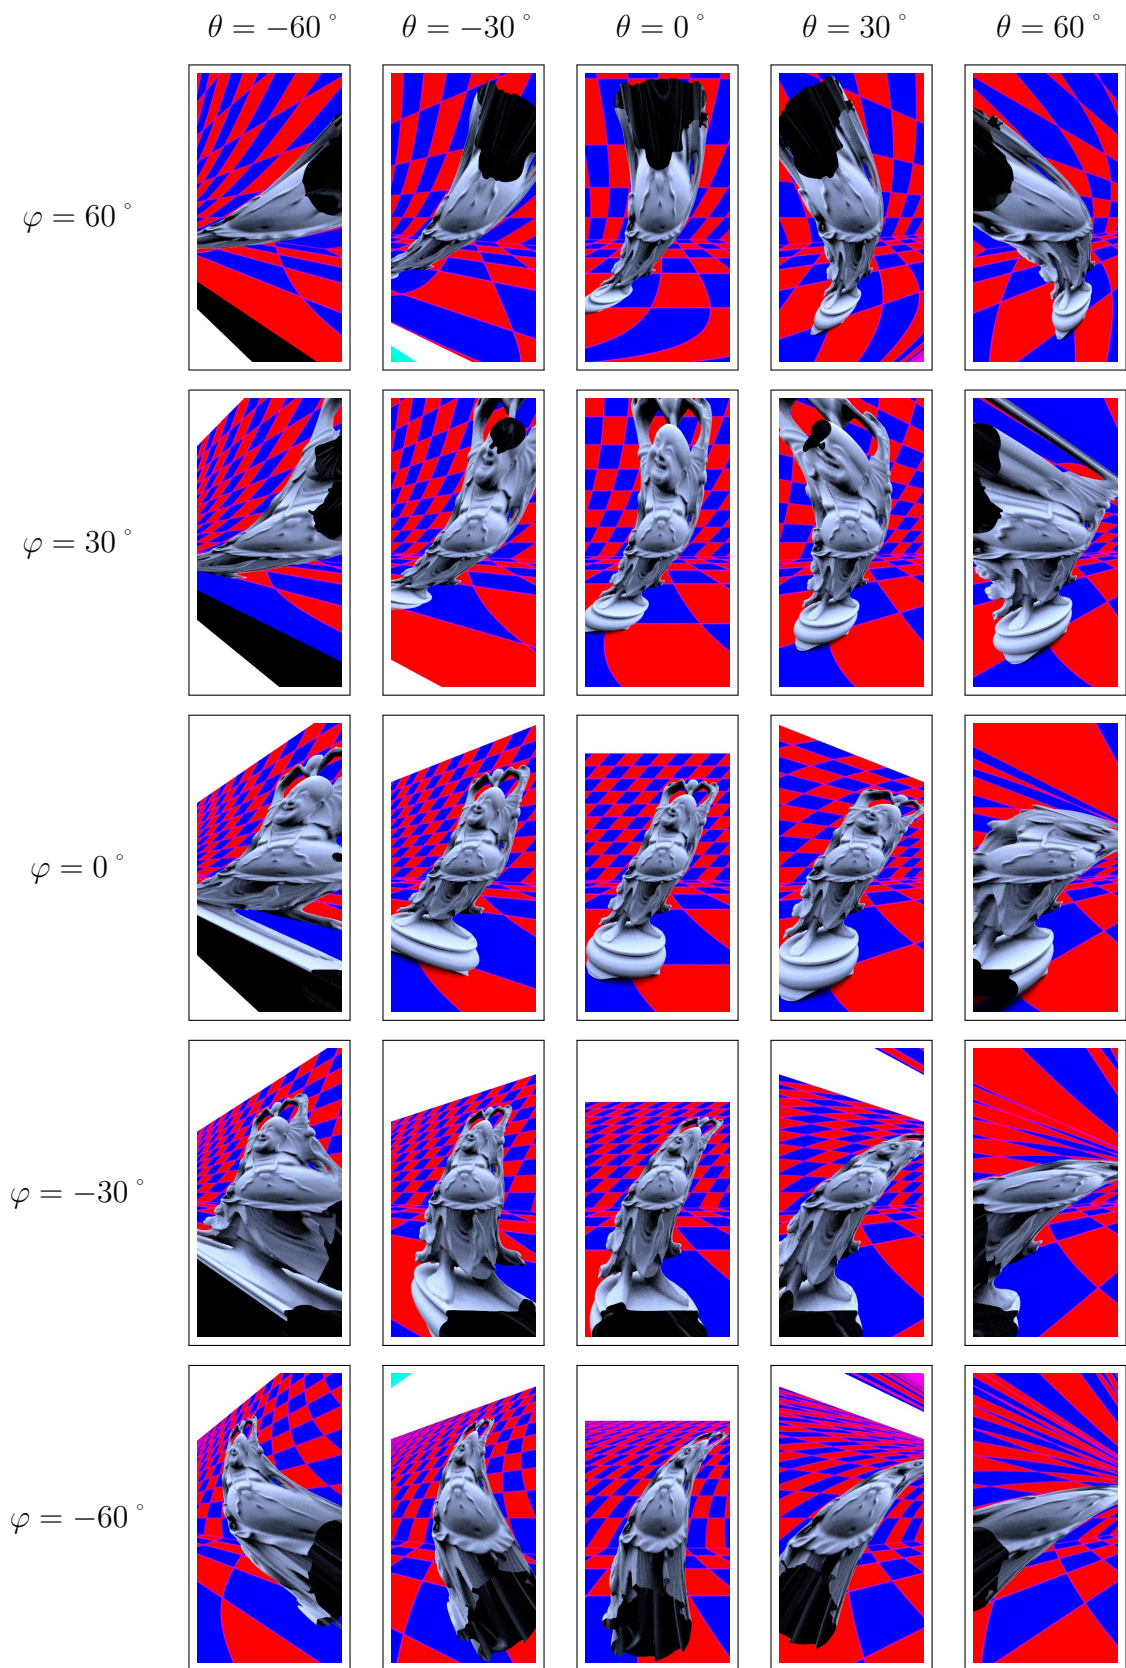 θ = −60° θ = −30° θ = 0° θ = 30° θ = 60°
φ = 60°
φ = 30°
φ = 0°
φ = −30°
φ = −60°